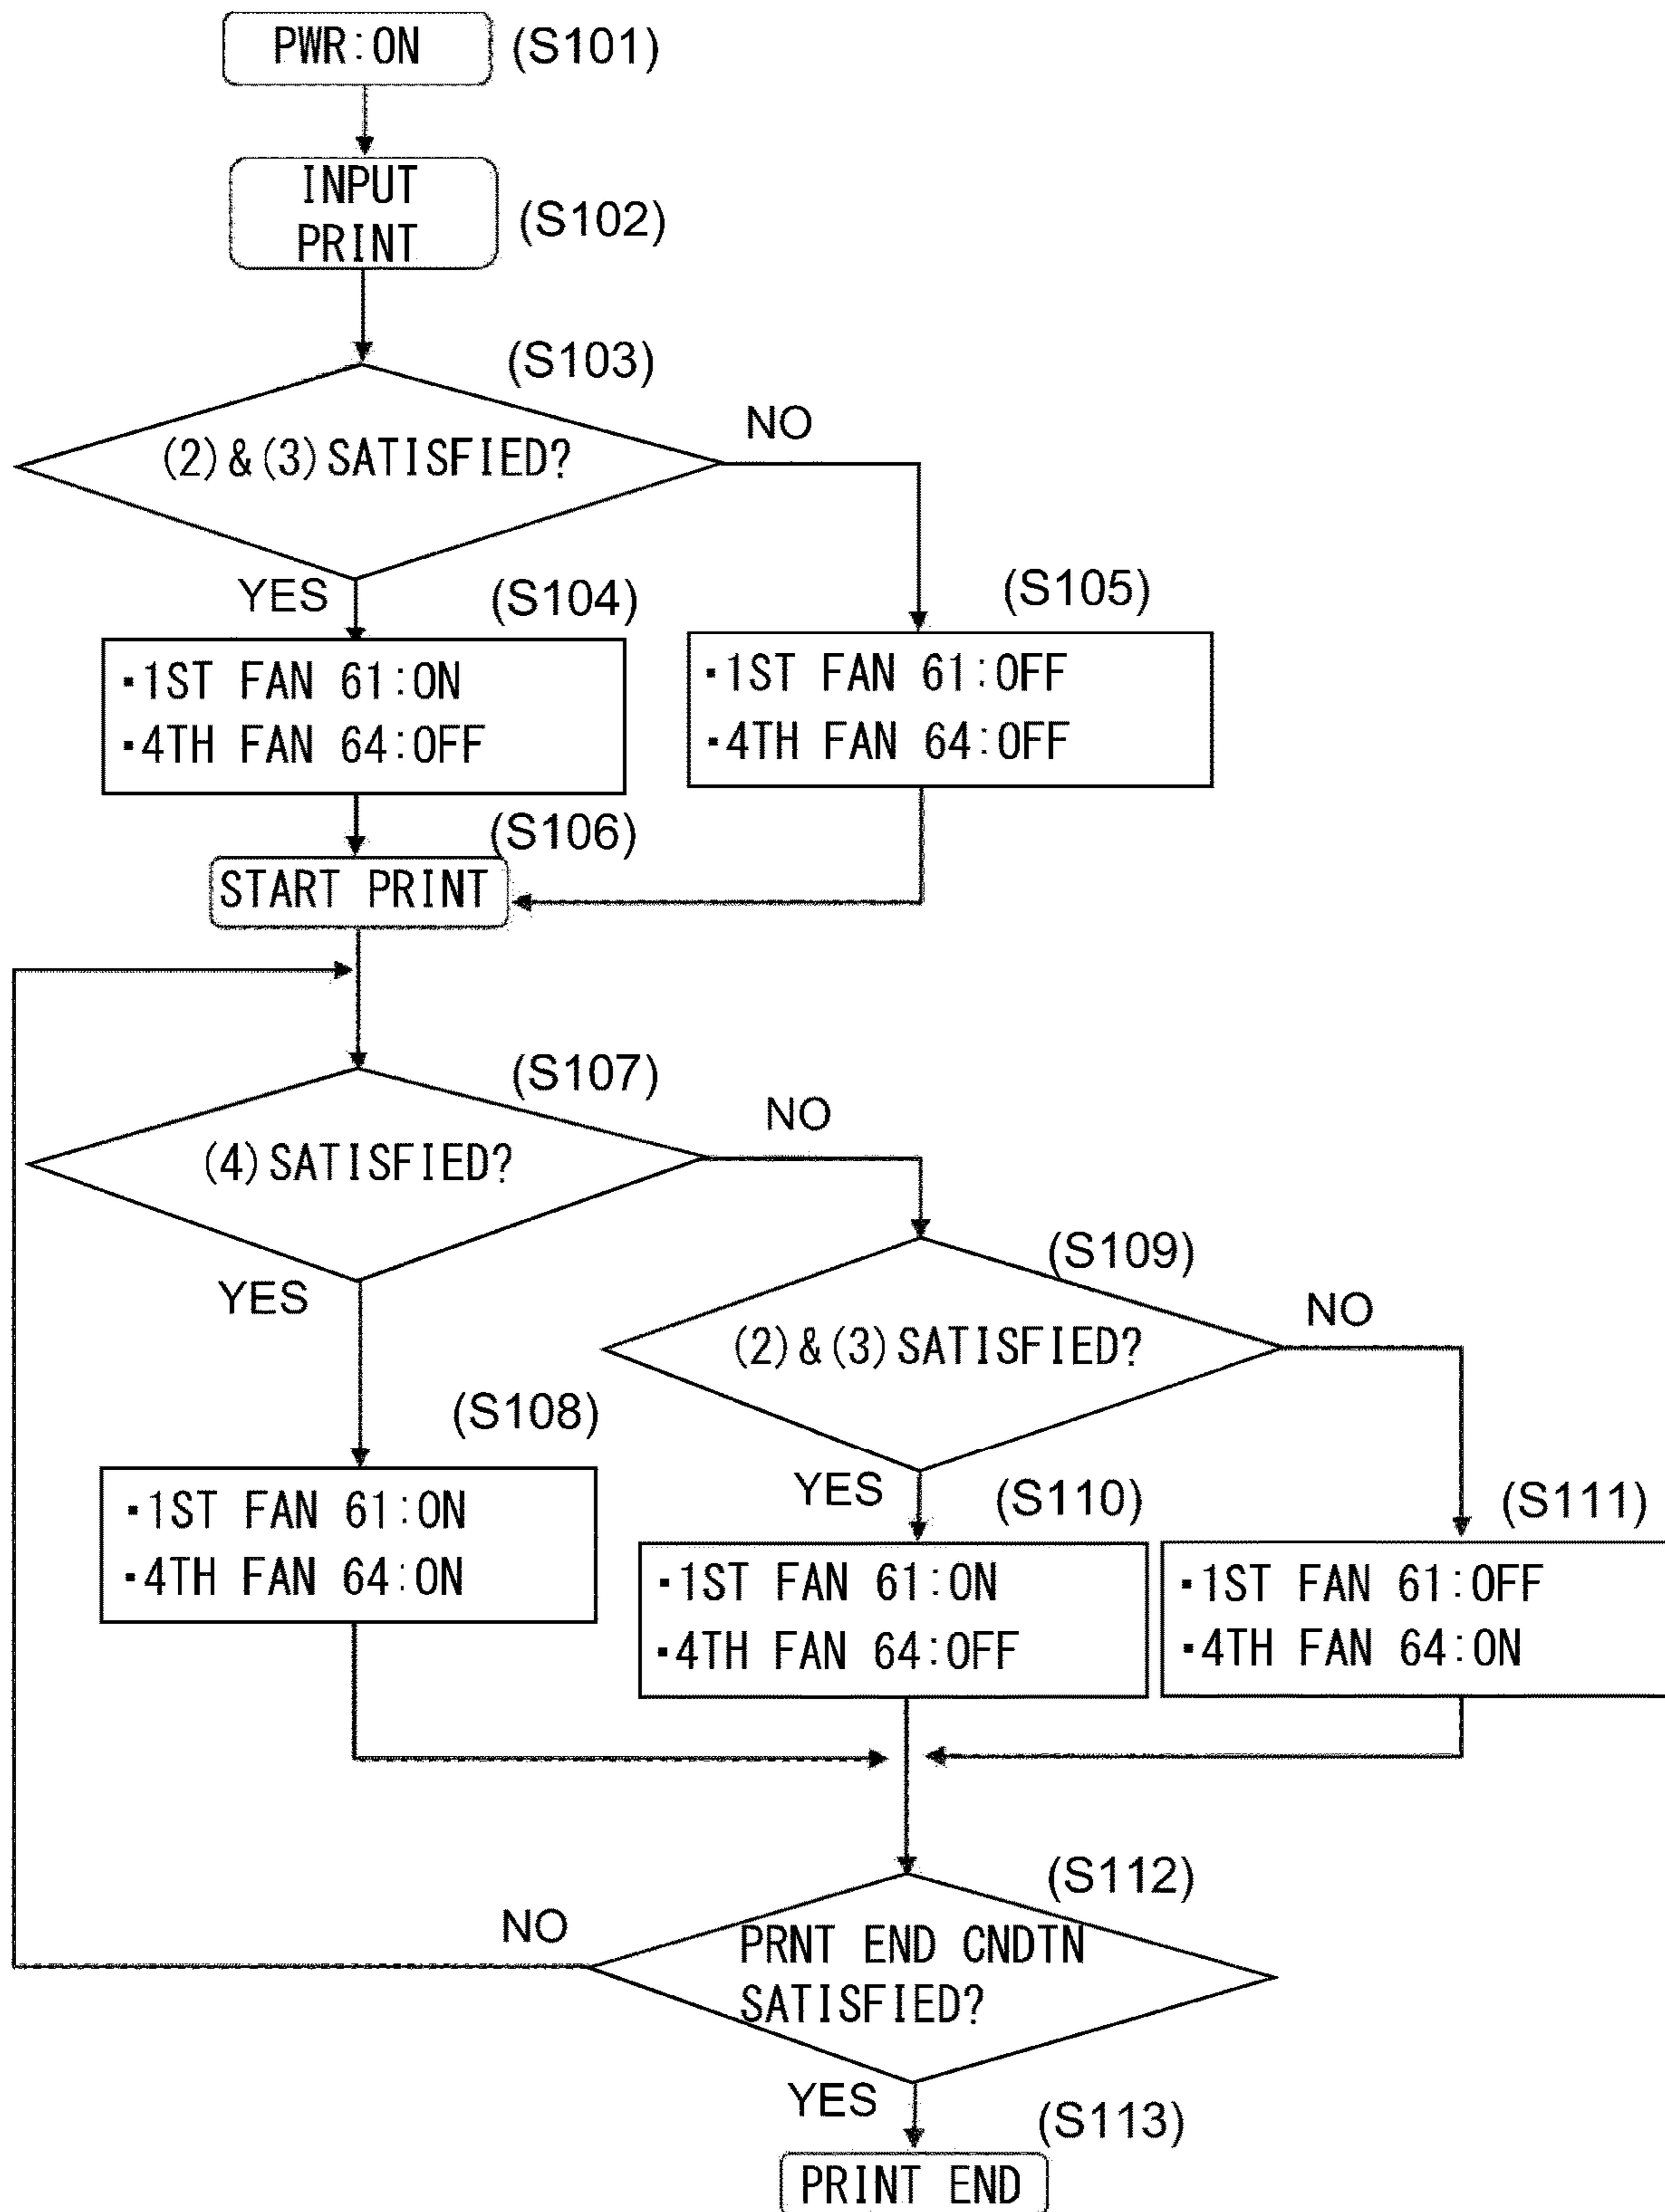 PWR:ON
(S101)
INPUT
PRINT
(S102)
(S103)
(2)&(3)SATISFIED?
NO
YES
(S104)
(S105)
▪1ST FAN 61:ON
▪4TH FAN 64:OFF
▪1ST FAN 61:OFF
▪4TH FAN 64:OFF
(S106)
START PRINT
(S107)
(4)SATISFIED?
NO
YES
(S109)
(2)&(3)SATISFIED?
NO
(S108)
▪1ST FAN 61:ON
▪4TH FAN 64:ON
YES
(S110)
(S111)
▪1ST FAN 61:ON
▪4TH FAN 64:OFF
▪1ST FAN 61:OFF
▪4TH FAN 64:ON
(S112)
NO
PRNT END CNDTN
SATISFIED?
YES
(S113)
PRINT END